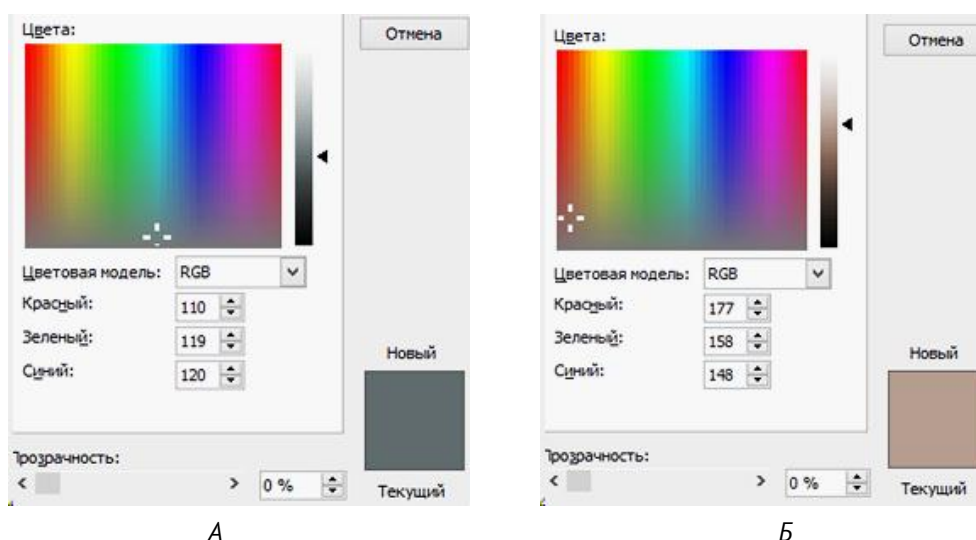 Цвета:
Отмена
Цветовая модель: RGB
Красный: 110
Зеленый: 119
Синий: 120
Новый
Прозрачность:
0 %
Текущий
А
Цвета:
Отмена
Цветовая модель: RGB
Красный: 177
Зеленый: 158
Синий: 148
Новый
Прозрачность:
0 %
Текущий
Б